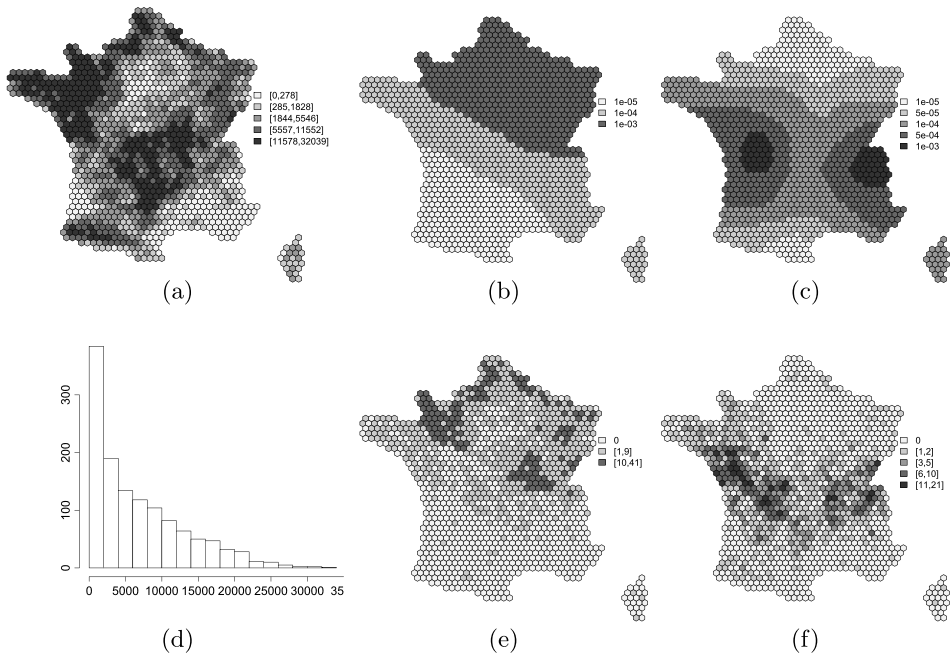 [0,278]
[285,1828]
[1844,5546]
[5557,11552]
[11578,32039]
(a)
1e-05
1e-04
1e-03
(b)
1e-05
5e-05
1e-04
5e-04
1e-03
(c)
300
200
100
0
0 5000 10000 15000 20000 25000 30000 35
(d)
0
[1,9]
[10,41]
(e)
0
[1,2]
[3,5]
[6,10]
[11,21]
(f)